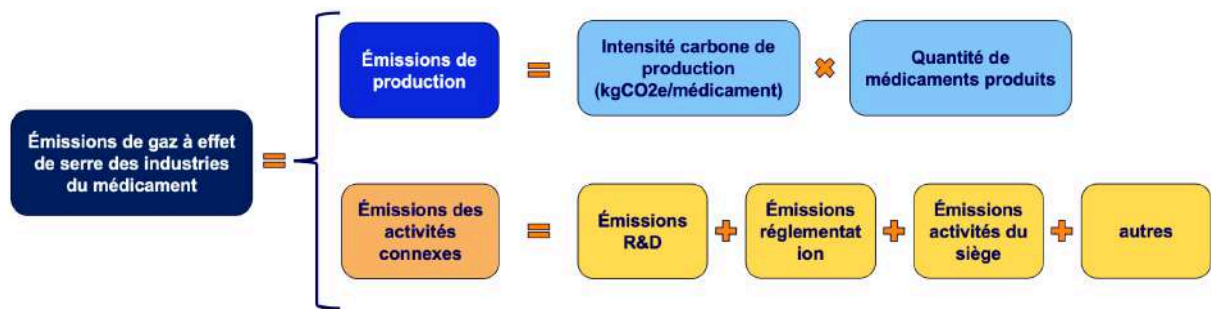 Émissions de gaz à effet
de serre des industries
du médicament
=
Émissions de
production
=
Intensité carbone de
production
(kgCO2e/médicament)
×
Quantité de
médicaments produits
Émissions des
activités
connexes
=
Émissions
R&D
+
Émissions
réglementat
ion
+
Émissions
activités du
siège
+
autres